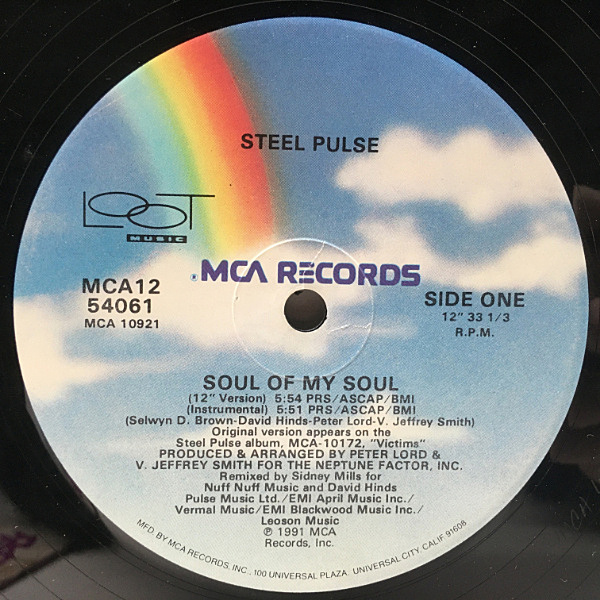 STEEL PULSE
LOOT
MUSIC
MCA RECORDS
MCA12
54061
MCA 10921
SIDE ONE
12" 33 1/3
R.P.M.
SOUL OF MY SOUL
(12" Version) 5:54 PRS/ASCAP/BMI
(Instrumental) 5:51 PRS/ASCAP/BMI
(Selwyn D. Brown-David Hinds-Peter Lord-V. Jeffrey Smith)
Original version appears on the
Steel Pulse album, MCA-10172, "Victims"
PRODUCED & ARRANGED BY PETER LORD &
V. JEFFREY SMITH FOR THE NEPTUNE FACTOR, INC.
Remixed by Sidney Mills for
Nuff Nuff Music and David Hinds
Pulse Music Ltd./EMI April Music Inc./
Vermal Music/EMI Blackwood Music Inc./
Leoson Music
℗ 1991 MCA
Records, Inc.
MFD. BY MCA RECORDS, INC., 100 UNIVERSAL PLAZA, UNIVERSAL CITY, CALIF. 91608